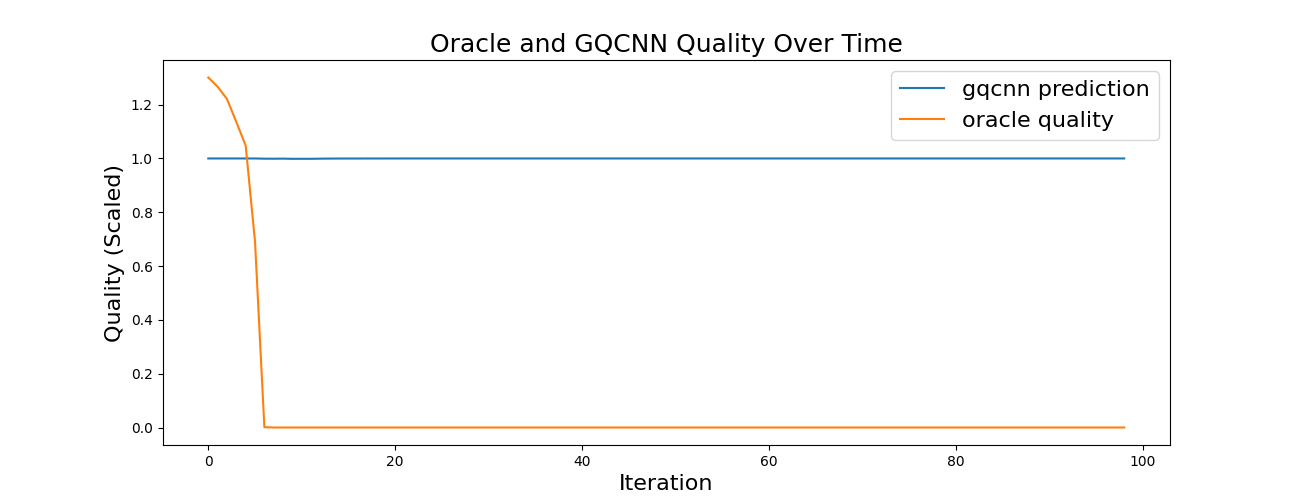 Oracle and GQCNN Quality Over Time
gqcnn prediction
oracle quality
Quality (Scaled)
1.2
1.0
0.8
0.6
0.4
0.2
0.0
0 20 40 60 80 100
Iteration